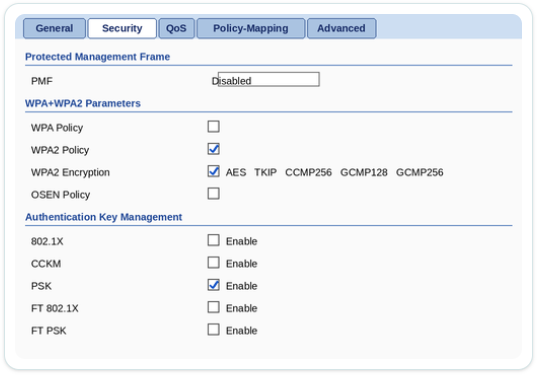 General Security QoS Policy-Mapping Advanced
Protected Management Frame
PMF Disabled
WPA+WPA2 Parameters
WPA Policy
WPA2 Policy
WPA2 Encryption AES TKIP CCMP256 GCMP128 GCMP256
OSEN Policy
Authentication Key Management
802.1X Enable
CCKM Enable
PSK Enable
FT 802.1X Enable
FT PSK Enable